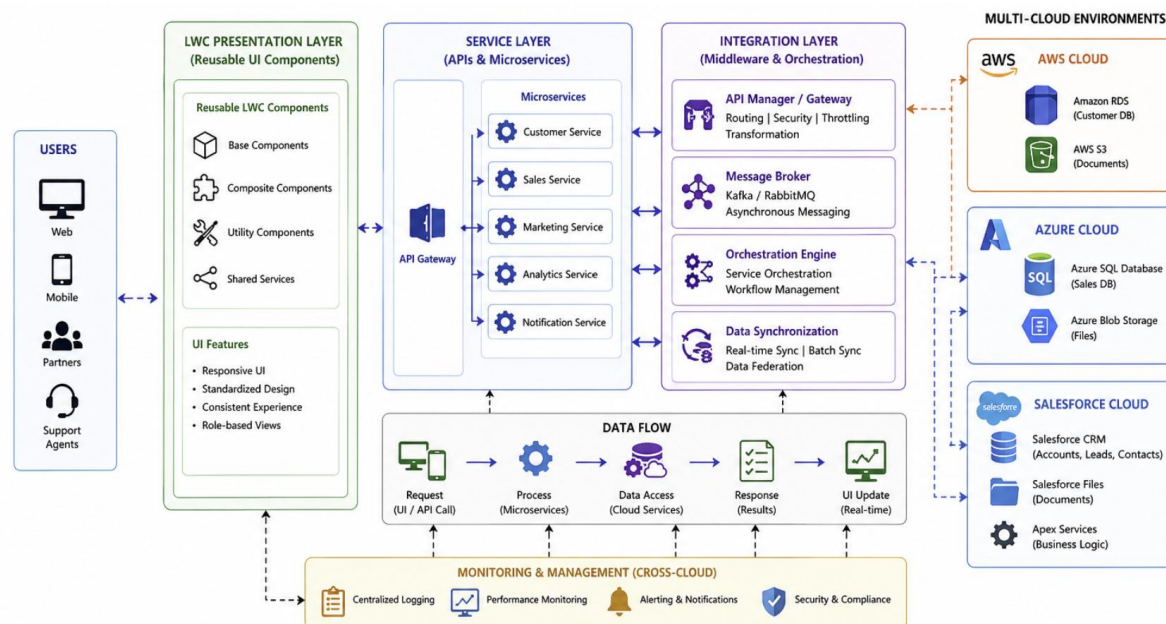 USERS
Web
Mobile
Partners
Support
Agents
LWC PRESENTATION LAYER
(Reusable UI Components)
Reusable LWC Components
Base Components
Composite Components
Utility Components
Shared Services
UI Features
• Responsive UI
• Standardized Design
• Consistent Experience
• Role-based Views
SERVICE LAYER
(APIs & Microservices)
API Gateway
Microservices
Customer Service
Sales Service
Marketing Service
Analytics Service
Notification Service
INTEGRATION LAYER
(Middleware & Orchestration)
API Manager / Gateway
Routing | Security | Throttling
Transformation
Message Broker
Kafka / RabbitMQ
Asynchronous Messaging
Orchestration Engine
Service Orchestration
Workflow Management
Data Synchronization
Real-time Sync | Batch Sync
Data Federation
MULTI-CLOUD ENVIRONMENTS
aws
AWS CLOUD
Amazon RDS
(Customer DB)
AWS S3
(Documents)
AZURE CLOUD
SQL
Azure SQL Database
(Sales DB)
Azure Blob Storage
(Files)
salesforce
SALESFORCE CLOUD
Salesforce CRM
(Accounts, Leads, Contacts)
Salesforce Files
(Documents)
Apex Services
(Business Logic)
DATA FLOW
Request
(UI / API Call)
Process
(Microservices)
Data Access
(Cloud Services)
Response
(Results)
UI Update
(Real-time)
MONITORING & MANAGEMENT (CROSS-CLOUD)
Centralized Logging
Performance Monitoring
Alerting & Notifications
Security & Compliance